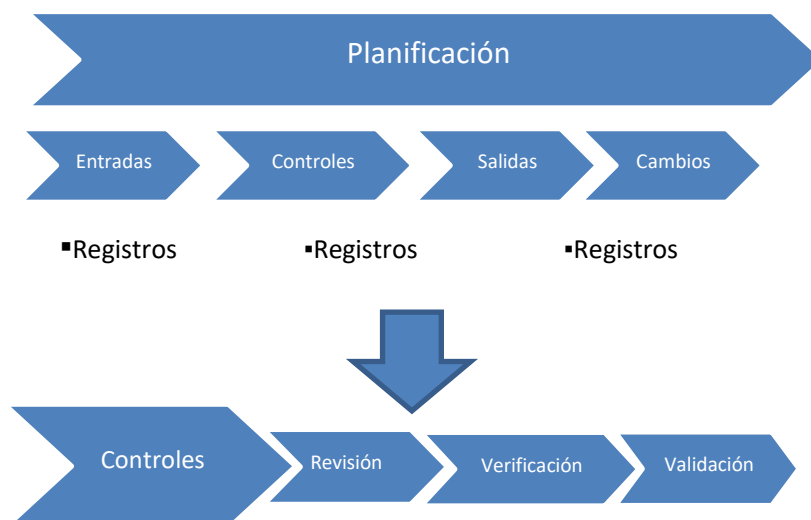 Planificación
Entradas Controles Salidas Cambios
▪Registros ▪Registros ▪Registros
Controles Revisión Verificación Validación